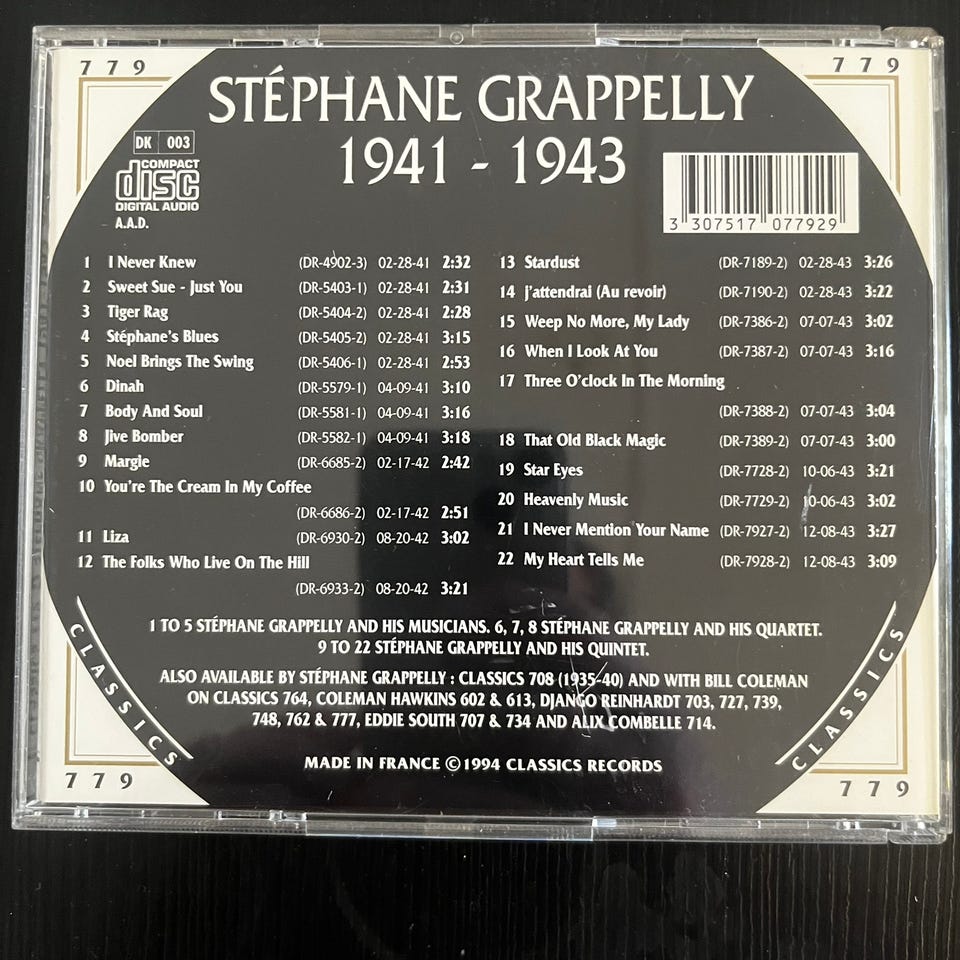 779
779
STÉPHANE GRAPPELLY
1941 - 1943
DK 003
COMPACT
disc
DIGITAL AUDIO
A.A.D.
3 307517 077929
1 I Never Knew (DR-4902-3) 02-28-41 2:32
2 Sweet Sue - Just You (DR-5403-1) 02-28-41 2:31
3 Tiger Rag (DR-5404-2) 02-28-41 2:28
4 Stéphane's Blues (DR-5405-2) 02-28-41 3:15
5 Noel Brings The Swing (DR-5406-1) 02-28-41 2:53
6 Dinah (DR-5579-1) 04-09-41 3:10
7 Body And Soul (DR-5581-1) 04-09-41 3:16
8 Jive Bomber (DR-5582-1) 04-09-41 3:18
9 Margie (DR-6685-2) 02-17-42 2:42
10 You're The Cream In My Coffee
(DR-6686-2) 02-17-42 2:51
11 Liza (DR-6930-2) 08-20-42 3:02
12 The Folks Who Live On The Hill
(DR-6933-2) 08-20-42 3:21
13 Stardust (DR-7189-2) 02-28-43 3:26
14 J'attendrai (Au revoir) (DR-7190-2) 02-28-43 3:22
15 Weep No More, My Lady (DR-7386-2) 07-07-43 3:02
16 When I Look At You (DR-7387-2) 07-07-43 3:16
17 Three O'clock In The Morning
(DR-7388-2) 07-07-43 3:04
18 That Old Black Magic (DR-7389-2) 07-07-43 3:00
19 Star Eyes (DR-7728-2) 10-06-43 3:21
20 Heavenly Music (DR-7729-2) 10-06-43 3:02
21 I Never Mention Your Name (DR-7927-2) 12-08-43 3:27
22 My Heart Tells Me (DR-7928-2) 12-08-43 3:09
1 TO 5 STÉPHANE GRAPPELLY AND HIS MUSICIANS. 6, 7, 8 STÉPHANE GRAPPELLY AND HIS QUARTET.
9 TO 22 STÉPHANE GRAPPELLY AND HIS QUINTET.
ALSO AVAILABLE BY STÉPHANE GRAPPELLY : CLASSICS 708 (1935-40) AND WITH BILL COLEMAN
ON CLASSICS 764, COLEMAN HAWKINS 602 & 613, DJANGO REINHARDT 703, 727, 739,
748, 762 & 777, EDDIE SOUTH 707 & 734 AND ALIX COMBELLE 714.
MADE IN FRANCE ©1994 CLASSICS RECORDS
CLASSICS
CLASSICS
779
779